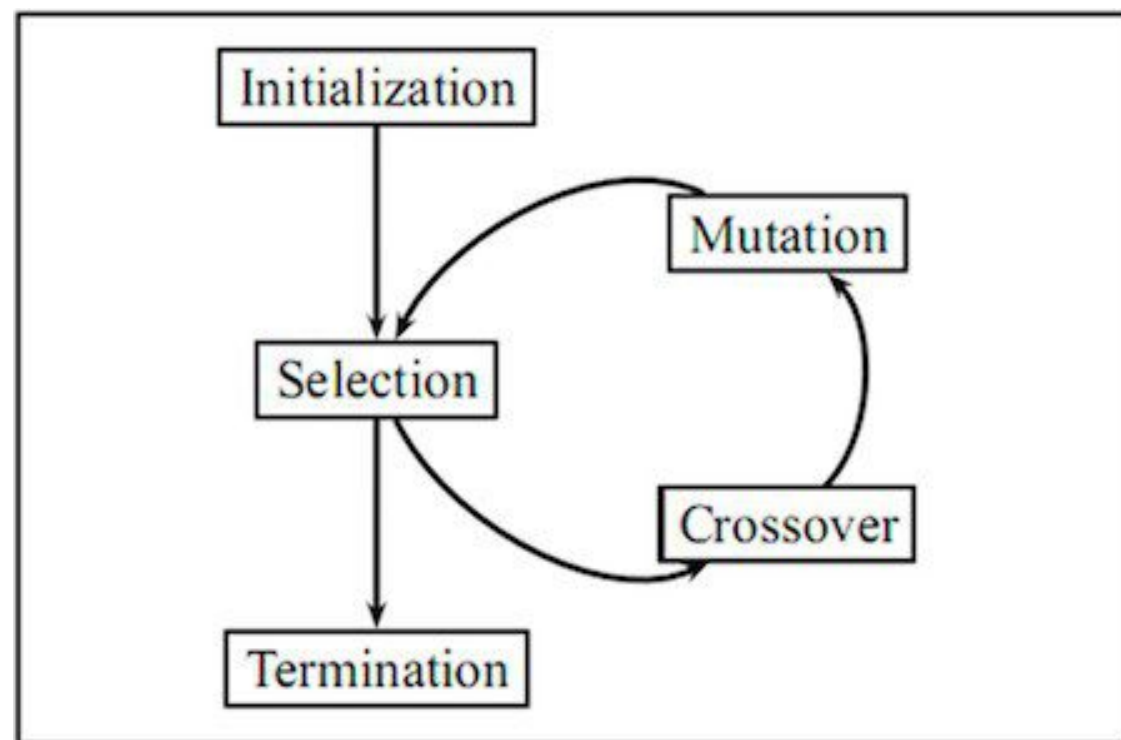 Initialization
Mutation
Selection
Crossover
Termination